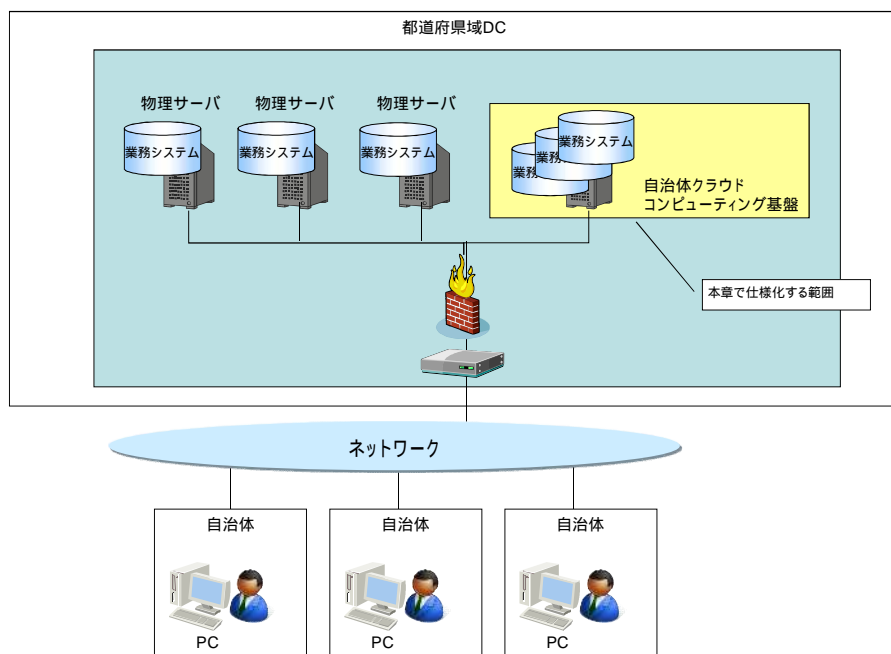 都道府県域DC
物理サーバ
物理サーバ
物理サーバ
業務システム
業務システム
業務システム
業務システム
業務
業務
自治体クラウド
コンピューティング基盤
本章で仕様化する範囲
ネットワーク
自治体
自治体
自治体
PC
PC
PC